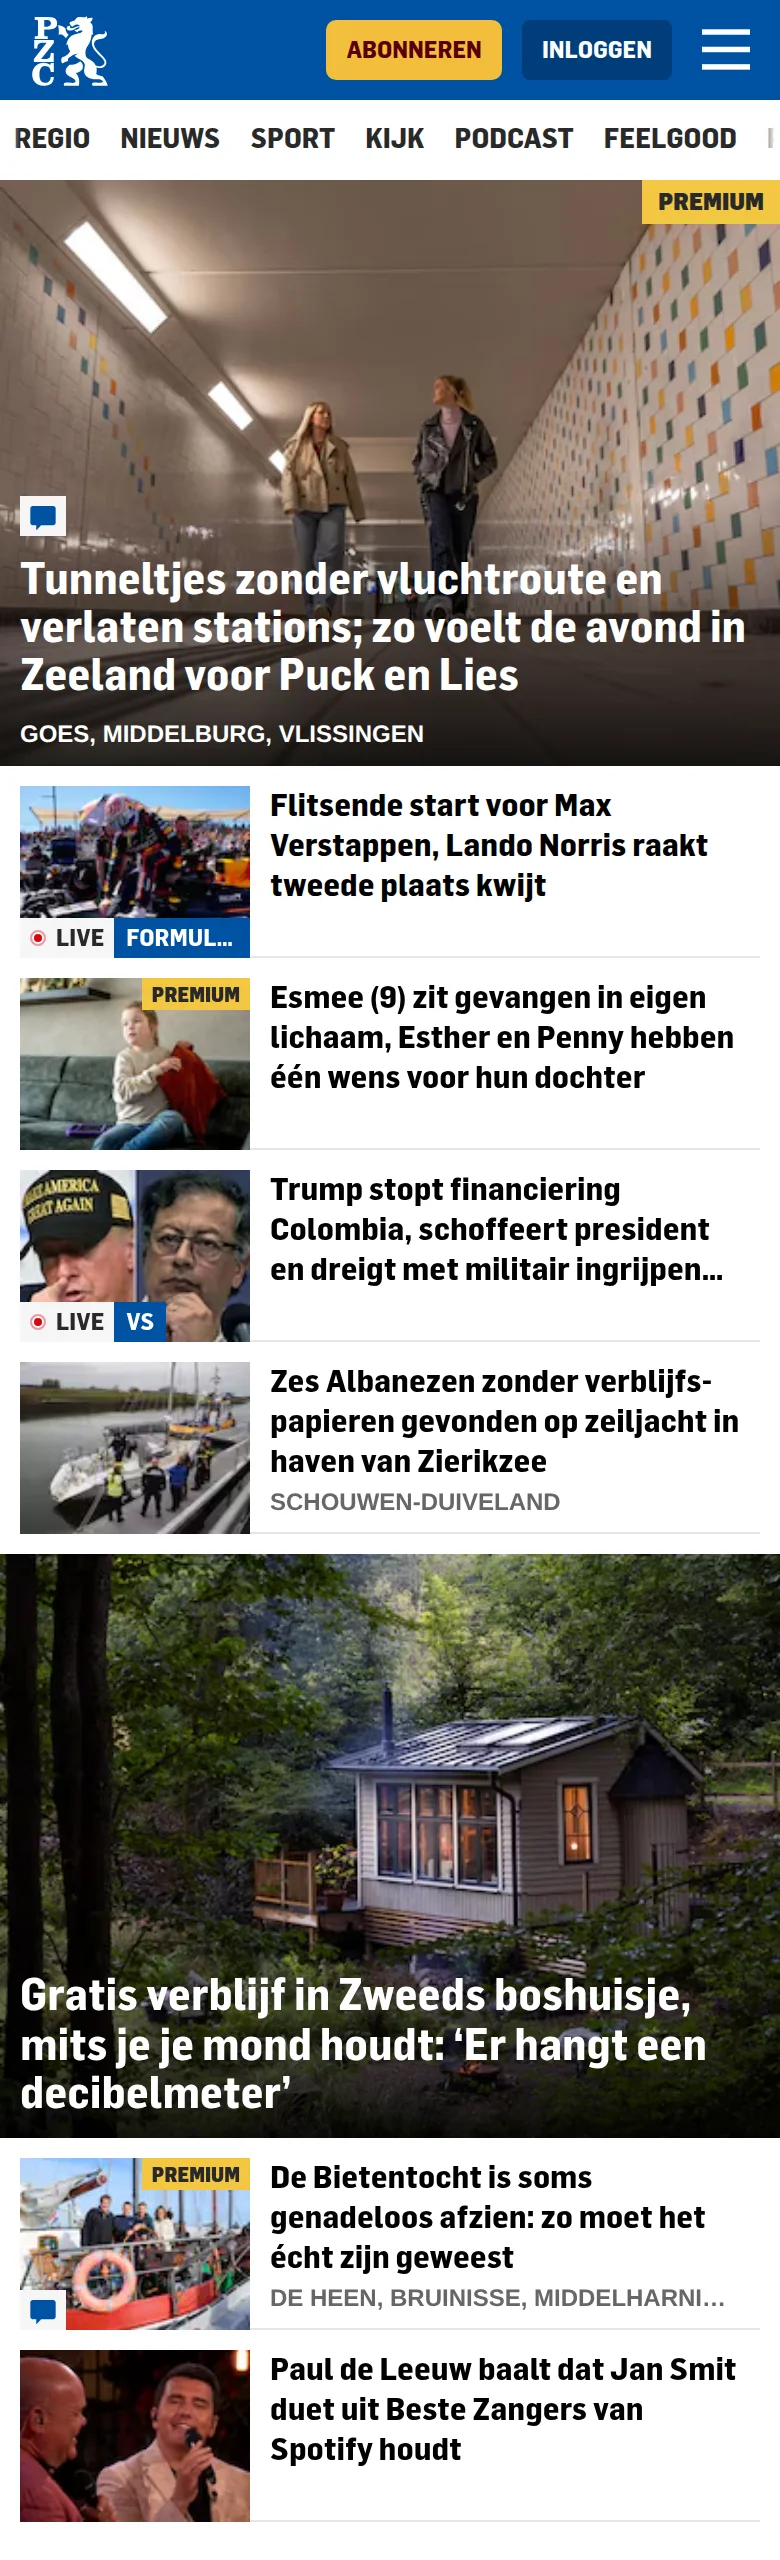 PZC
ABONNEREN
INLOGGEN
REGIO NIEUWS SPORT KIJK PODCAST FEELGOOD
PREMIUM
Tunneltjes zonder vluchtroute en
verlaten stations; zo voelt de avond in
Zeeland voor Puck en Lies
GOES, MIDDELBURG, VLISSINGEN
Flitsende start voor Max
Verstappen, Lando Norris raakt
tweede plaats kwijt
LIVE FORMUL...
PREMIUM
Esmee (9) zit gevangen in eigen
lichaam, Esther en Penny hebben
één wens voor hun dochter
MAKE AMERICA
GREAT AGAIN
Trump stopt financiering
Colombia, schoffeert president
en dreigt met militair ingrijpen...
LIVE VS
Zes Albanezen zonder verblijfs-
papieren gevonden op zeiljacht in
haven van Zierikzee
SCHOUWEN-DUIVELAND
Gratis verblijf in Zweeds boshuisje,
mits je je mond houdt: ‘Er hangt een
decibelmeter’
PREMIUM
De Bietentocht is soms
genadeloos afzien: zo moet het
écht zijn geweest
DE HEEN, BRUINISSE, MIDDELHARNI...
Paul de Leeuw baalt dat Jan Smit
duet uit Beste Zangers van
Spotify houdt